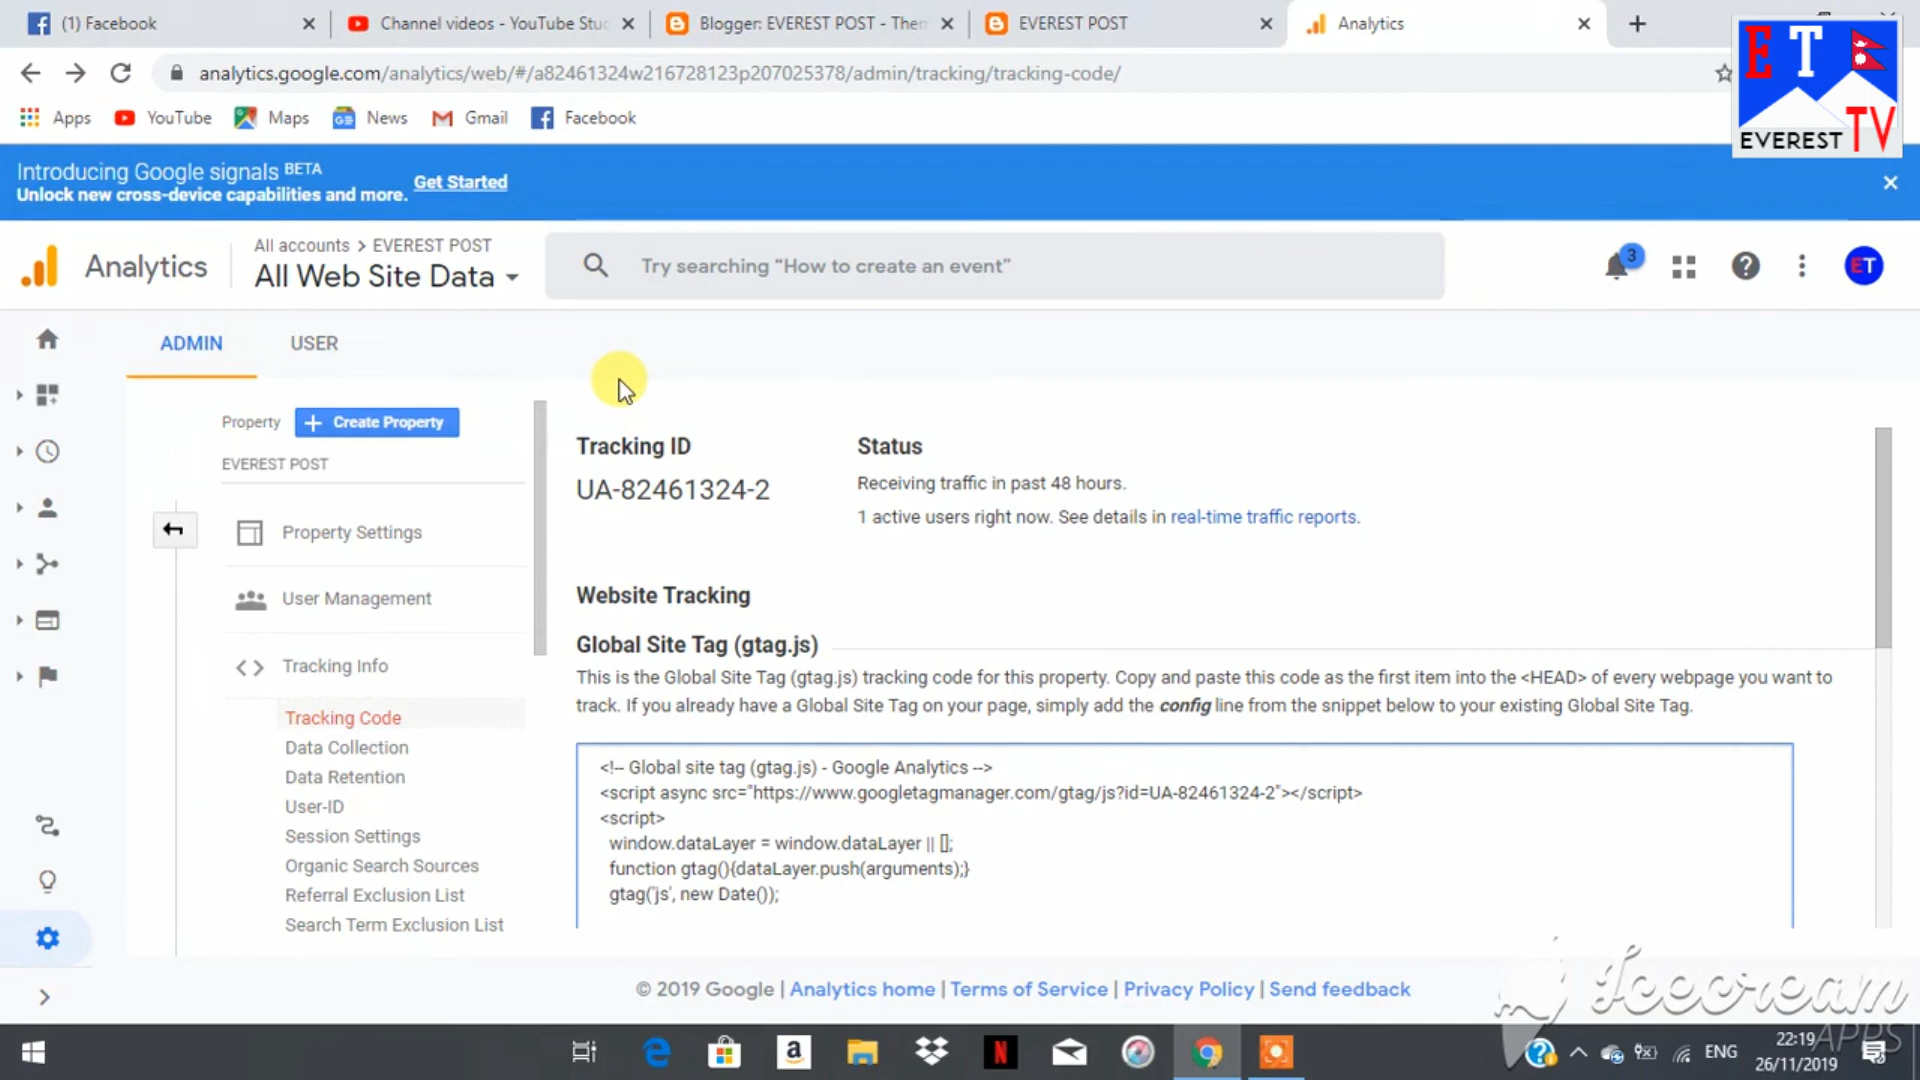 (1) Facebook
Channel videos - YouTube Stud
Blogger: EVEREST POST - Them
EVEREST POST
Analytics
analytics.google.com/analytics/web/#/a82461324w216728123p207025378/admin/tracking/tracking-code/
Apps
YouTube
Maps
News
Gmail
Facebook
ET
EVEREST TV
Introducing Google signals BETA
Unlock new cross-device capabilities and more.
Get Started
Analytics
All accounts > EVEREST POST
All Web Site Data
Try searching “How to create an event”
3
ET
ADMIN
USER
Property
+ Create Property
EVEREST POST
Property Settings
User Management
Tracking Info
Tracking Code
Data Collection
Data Retention
User-ID
Session Settings
Organic Search Sources
Referral Exclusion List
Search Term Exclusion List
Tracking ID
UA-82461324-2
Status
Receiving traffic in past 48 hours.
1 active users right now. See details in real-time traffic reports.
Website Tracking
Global Site Tag (gtag.js)
This is the Global Site Tag (gtag.js) tracking code for this property. Copy and paste this code as the first item into the <HEAD> of every webpage you want to
track. If you already have a Global Site Tag on your page, simply add the config line from the snippet below to your existing Global Site Tag.
<!-- Global site tag (gtag.js) - Google Analytics -->
<script async src="https://www.googletagmanager.com/gtag/js?id=UA-82461324-2"></script>
<script>
window.dataLayer = window.dataLayer || [];
function gtag(){dataLayer.push(arguments);}
gtag('js', new Date());
© 2019 Google | Analytics home | Terms of Service | Privacy Policy | Send feedback
Icecream
APPS
ENG
22:19
26/11/2019